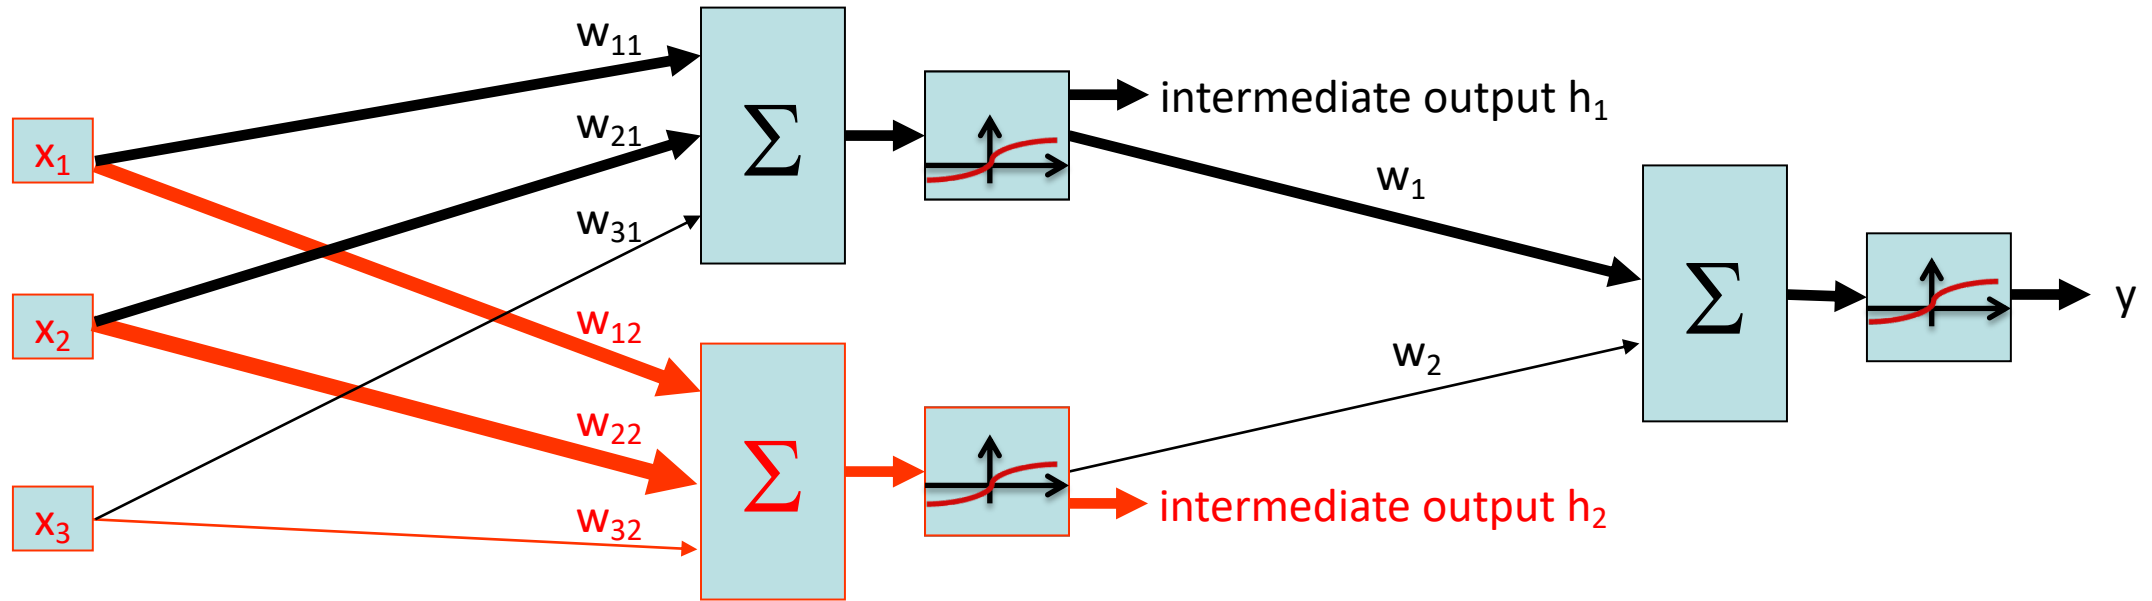 w₁₁
x₁
w₂₁
w₃₁
Σ
intermediate output h₁
w₁
x₂
w₁₂
w₂₂
Σ
y
w₂
x₃
w₃₂
Σ
intermediate output h₂